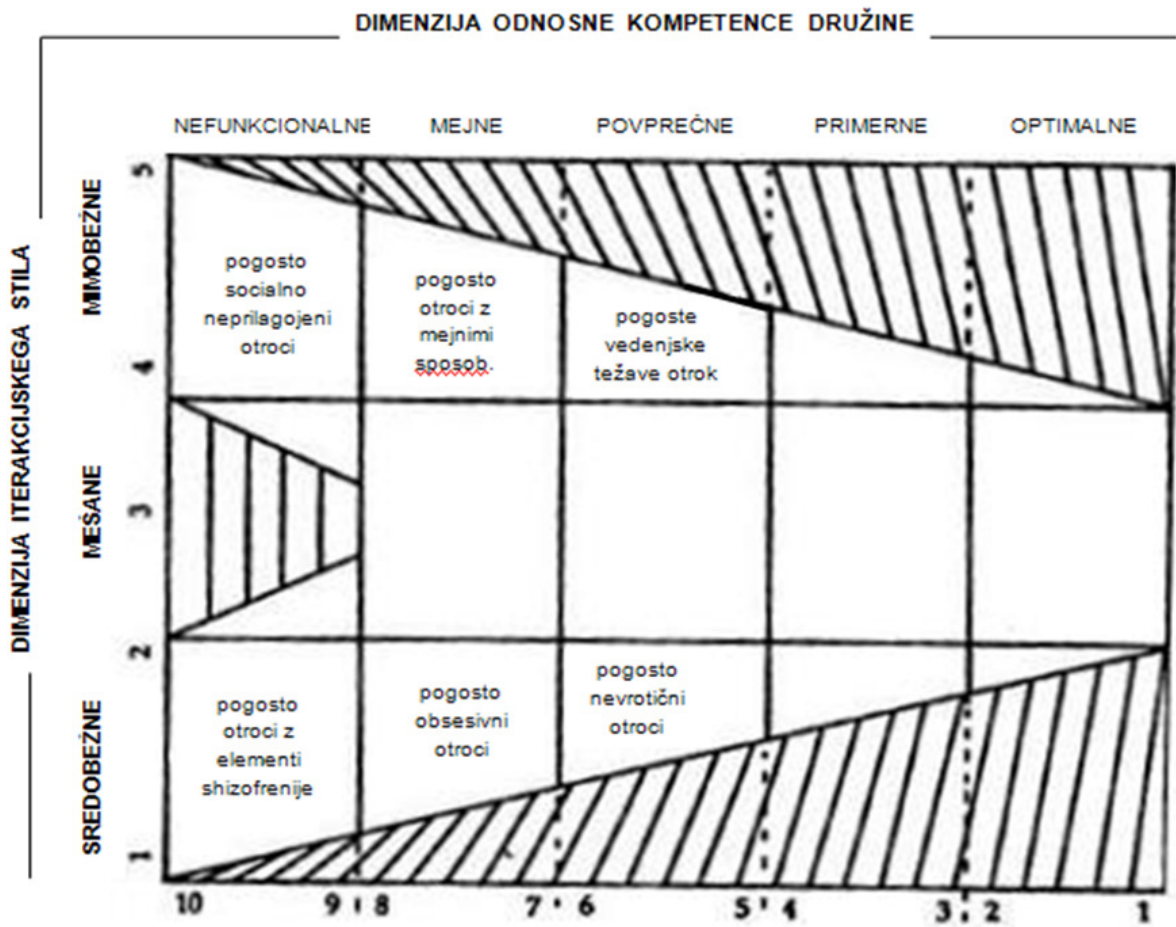 DIMENZIJA ODNOSNE KOMPETENCE DRUŽINE
NEFUNKCIONALNE MEJNE POVPREČNE PRIMERNE OPTIMALNE
DIMENZIJA ITERAKCIJSKEGA STILA
MIMOBEŽNE
MEŠANE
SREDOBEŽNE
5
4
3
2
1
pogosto
socialno
neprilagojeni
otroci
pogosto
otroci z
mejnimi
sposob.
pogoste
vedenjske
težave otrok
pogosto
otroci z
elementi
shizofrenije
pogosto
obsesivni
otroci
pogosto
nevrotični
otroci
10 9 8 7 6 5 4 3 2 1